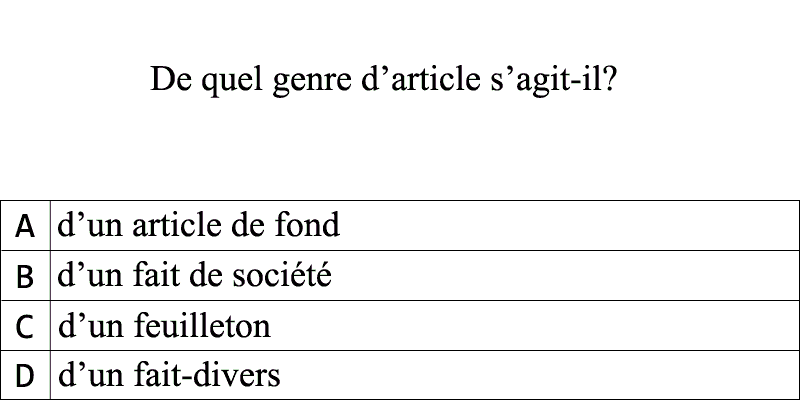 De quel genre d’article s’agit-il?
A d’un article de fond
B d’un fait de société
C d’un feuilleton
D d’un fait-divers